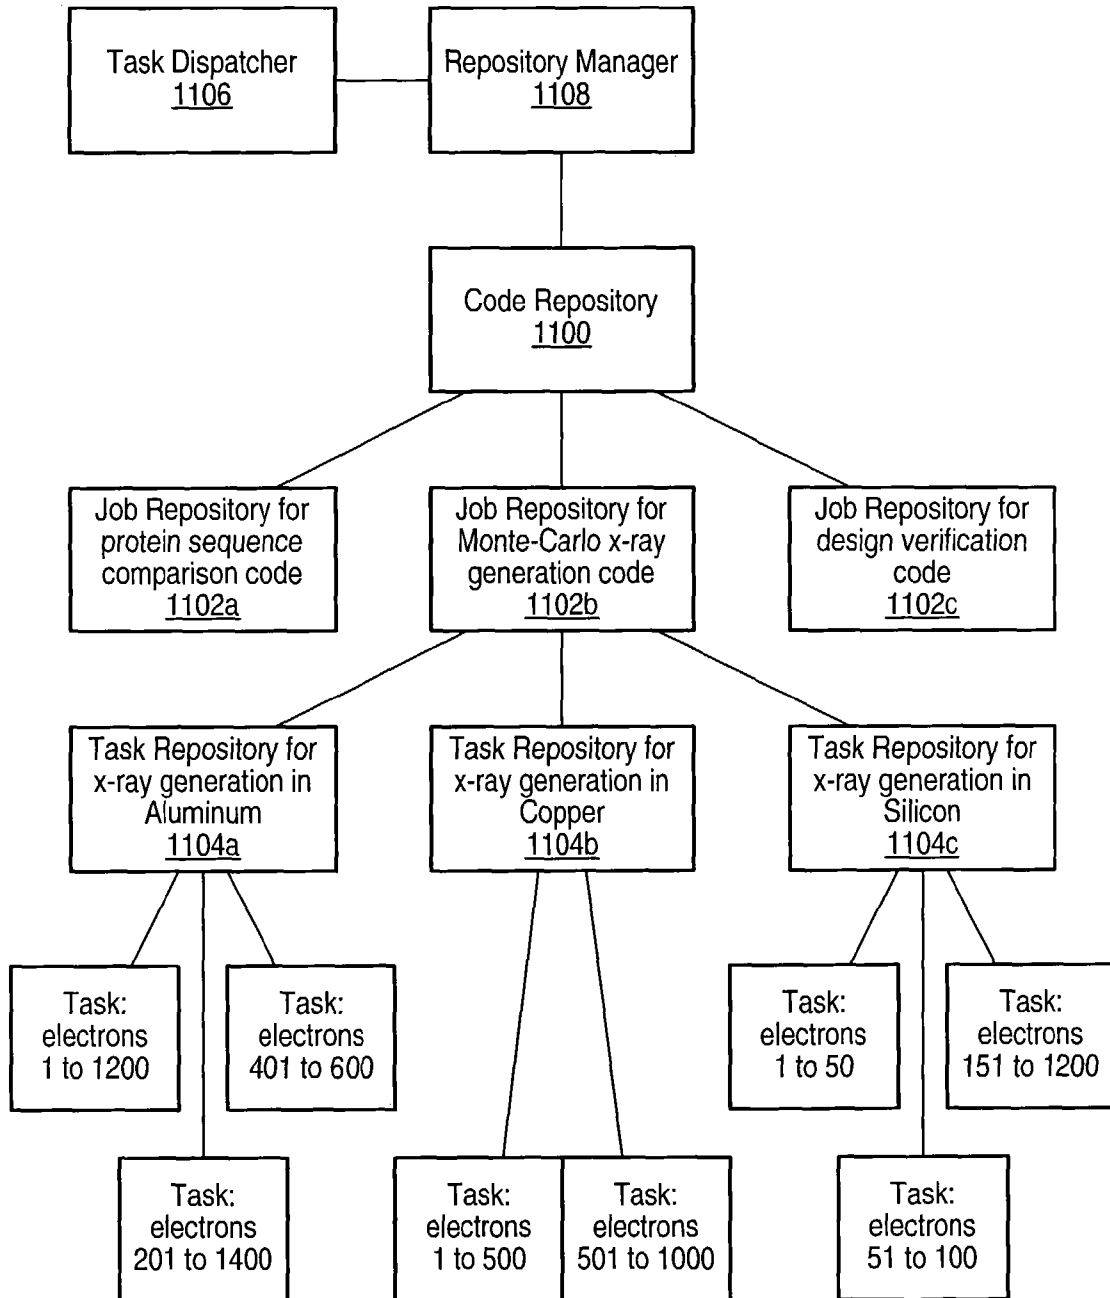 Task Dispatcher
1106
Repository Manager
1108
Code Repository
1100
Job Repository for
protein sequence
comparison code
1102a
Job Repository for
Monte-Carlo x-ray
generation code
1102b
Job Repository for
design verification
code
1102c
Task Repository for
x-ray generation in
Aluminum
1104a
Task Repository for
x-ray generation in
Copper
1104b
Task Repository for
x-ray generation in
Silicon
1104c
Task:
electrons
1 to 1200
Task:
electrons
401 to 600
Task:
electrons
1 to 50
Task:
electrons
151 to 1200
Task:
electrons
201 to 1400
Task:
electrons
1 to 500
Task:
electrons
501 to 1000
Task:
electrons
51 to 100